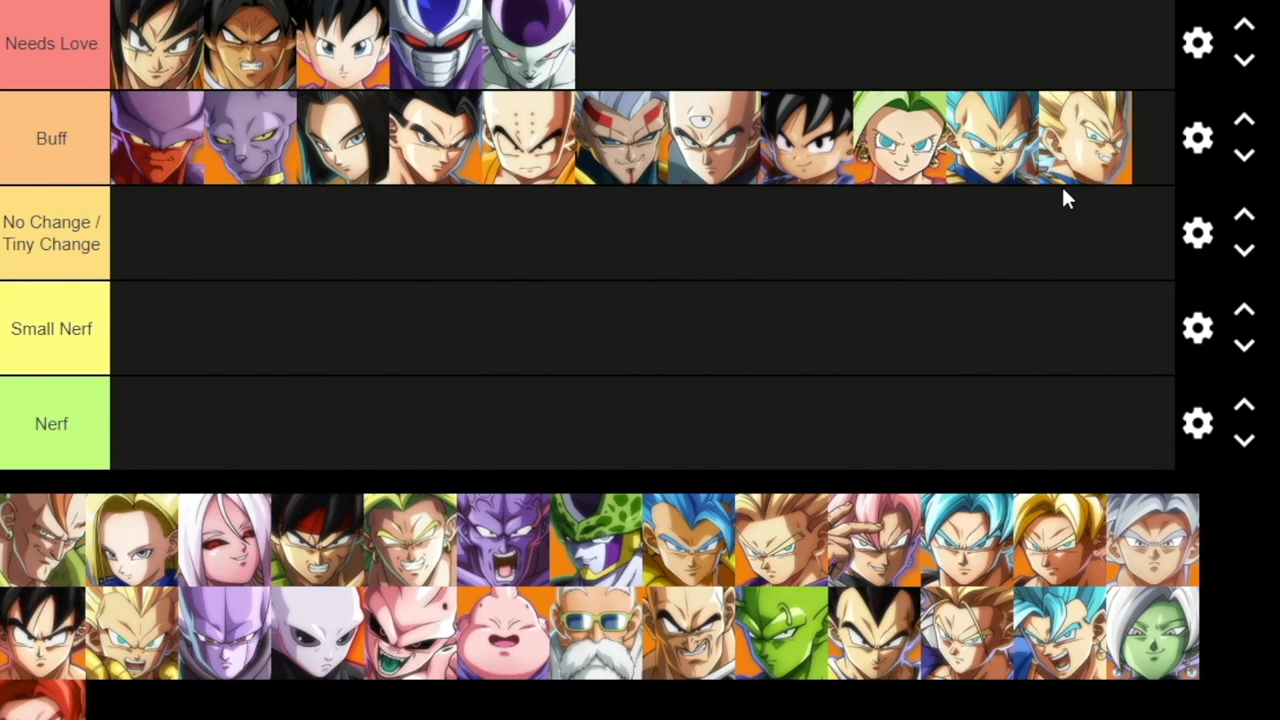 Needs Love
Buff
No Change /
Tiny Change
Small Nerf
Nerf